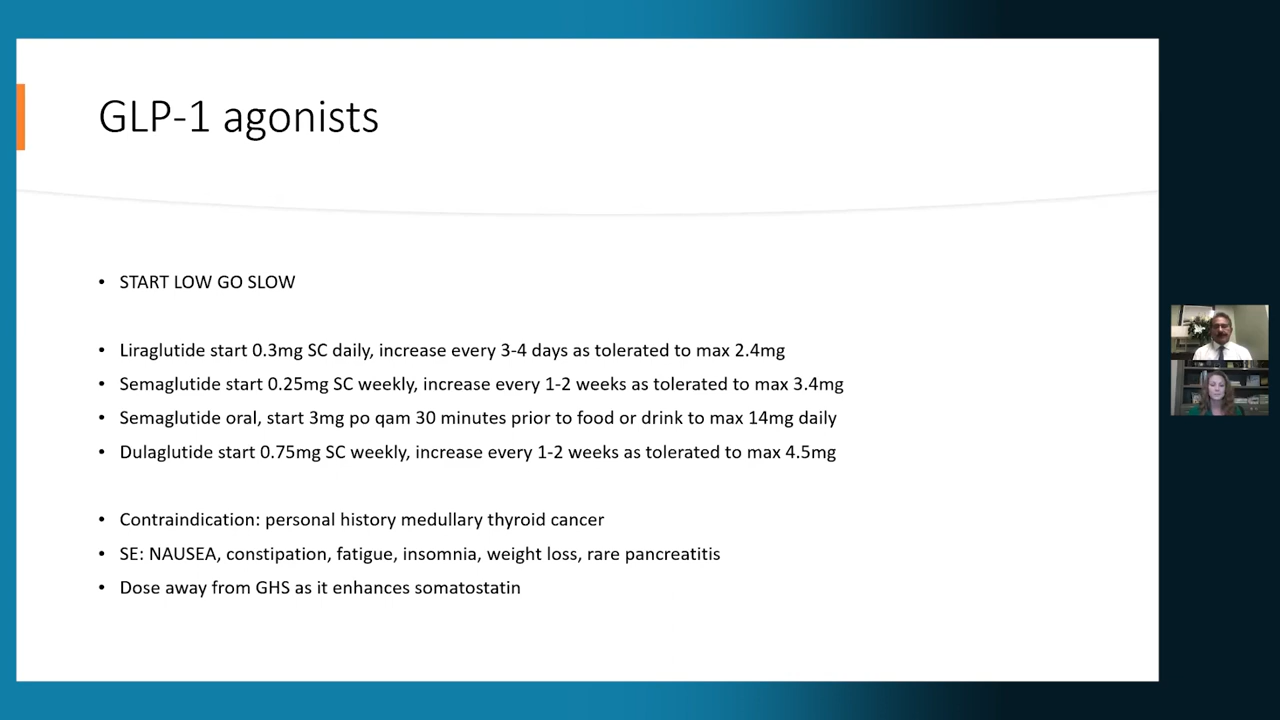 GLP-1 agonists
• START LOW GO SLOW
• Liraglutide start 0.3mg SC daily, increase every 3-4 days as tolerated to max 2.4mg
• Semaglutide start 0.25mg SC weekly, increase every 1-2 weeks as tolerated to max 3.4mg
• Semaglutide oral, start 3mg po qam 30 minutes prior to food or drink to max 14mg daily
• Dulaglutide start 0.75mg SC weekly, increase every 1-2 weeks as tolerated to max 4.5mg
• Contraindication: personal history medullary thyroid cancer
• SE: NAUSEA, constipation, fatigue, insomnia, weight loss, rare pancreatitis
• Dose away from GHS as it enhances somatostatin